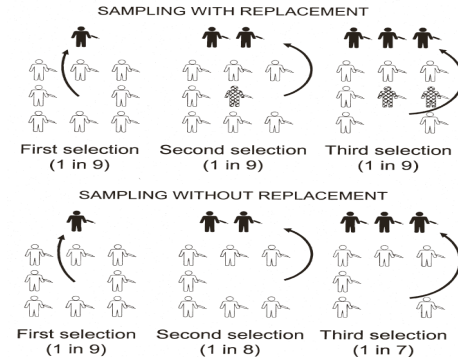 SAMPLING WITH REPLACEMENT
First selection Second selection Third selection
(1 in 9) (1 in 9) (1 in 9)
SAMPLING WITHOUT REPLACEMENT
First selection Second selection Third selection
(1 in 9) (1 in 8) (1 in 7)